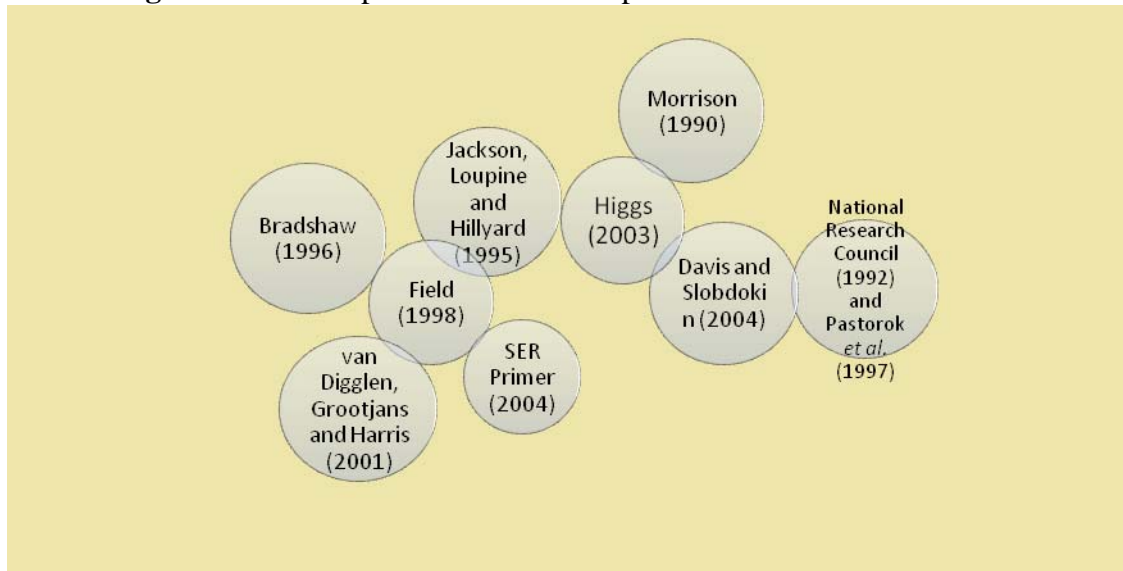 Morrison
(1990)
Jackson,
Loupine
and
Hillyard
(1995)
Higgs
(2003)
National
Research
Council
(1992)
and
Pastorok
et al.
(1997)
Bradshaw
(1996)
Davis and
Slobdoki
n (2004)
Field
(1998)
SER
Primer
(2004)
van
Digglen,
Grootjans
and Harris
(2001)